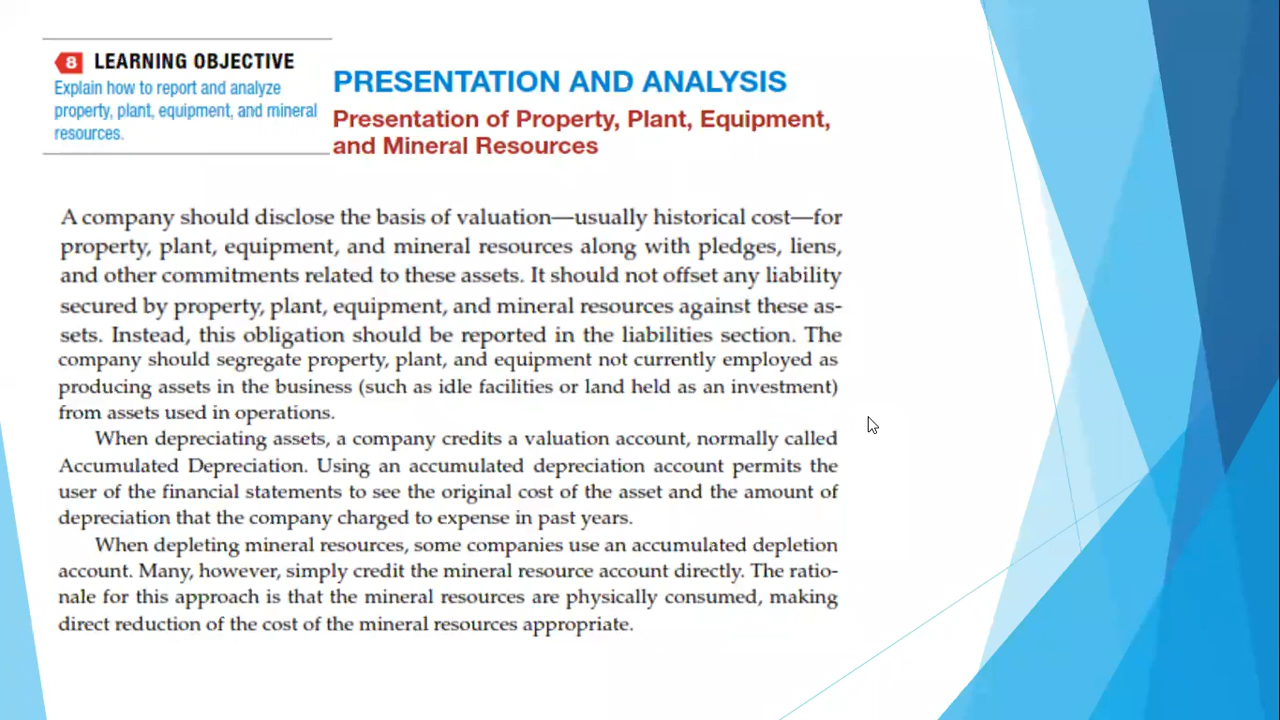 8 LEARNING OBJECTIVE
Explain how to report and analyze
property, plant, equipment, and mineral
resources.
PRESENTATION AND ANALYSIS
Presentation of Property, Plant, Equipment,
and Mineral Resources
A company should disclose the basis of valuation—usually historical cost—for
property, plant, equipment, and mineral resources along with pledges, liens,
and other commitments related to these assets. It should not offset any liability
secured by property, plant, equipment, and mineral resources against these as-
sets. Instead, this obligation should be reported in the liabilities section. The
company should segregate property, plant, and equipment not currently employed as
producing assets in the business (such as idle facilities or land held as an investment)
from assets used in operations.
When depreciating assets, a company credits a valuation account, normally called
Accumulated Depreciation. Using an accumulated depreciation account permits the
user of the financial statements to see the original cost of the asset and the amount of
depreciation that the company charged to expense in past years.
When depleting mineral resources, some companies use an accumulated depletion
account. Many, however, simply credit the mineral resource account directly. The ratio-
nale for this approach is that the mineral resources are physically consumed, making
direct reduction of the cost of the mineral resources appropriate.